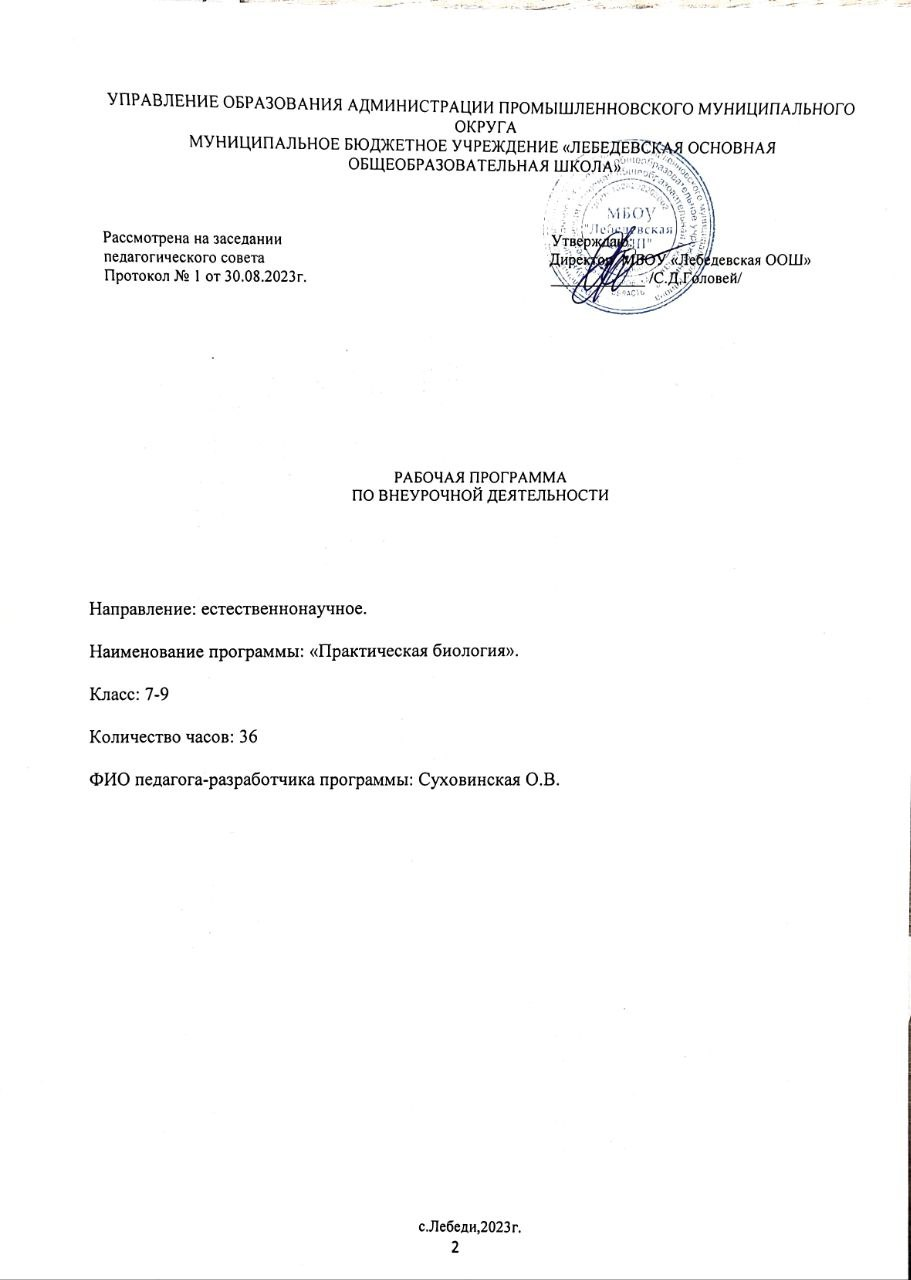 УПРАВЛЕНИЕ ОБРАЗОВАНИЯ АДМИНИСТРАЦИИ ПРОМЫШЛЕННОВСКОГО МУНИЦИПАЛЬНОГО
ОКРУГА
МУНИЦИПАЛЬНОЕ БЮДЖЕТНОЕ УЧРЕЖДЕНИЕ «ЛЕБЕДЕВСКАЯ ОСНОВНАЯ
ОБЩЕОБРАЗОВАТЕЛЬНАЯ ШКОЛА»
МБОУ
"Лебедевская
Рассмотрена на заседании
педагогического совета
Протокол № 1 от 30.08.2023г.
Утверждаю:
Директор МБОУ «Лебедевская ООШ»
/С.Д.Головей/
РАБОЧАЯ ПРОГРАММА
ПО ВНЕУРОЧНОЙ ДЕЯТЕЛЬНОСТИ
Направление: естественнонаучное.
Наименование программы: «Практическая биология».
Класс: 7-9
Количество часов: 36
ФИО педагога-разработчика программы: Суховинская О.В.
с.Лебеди,2023г.
2